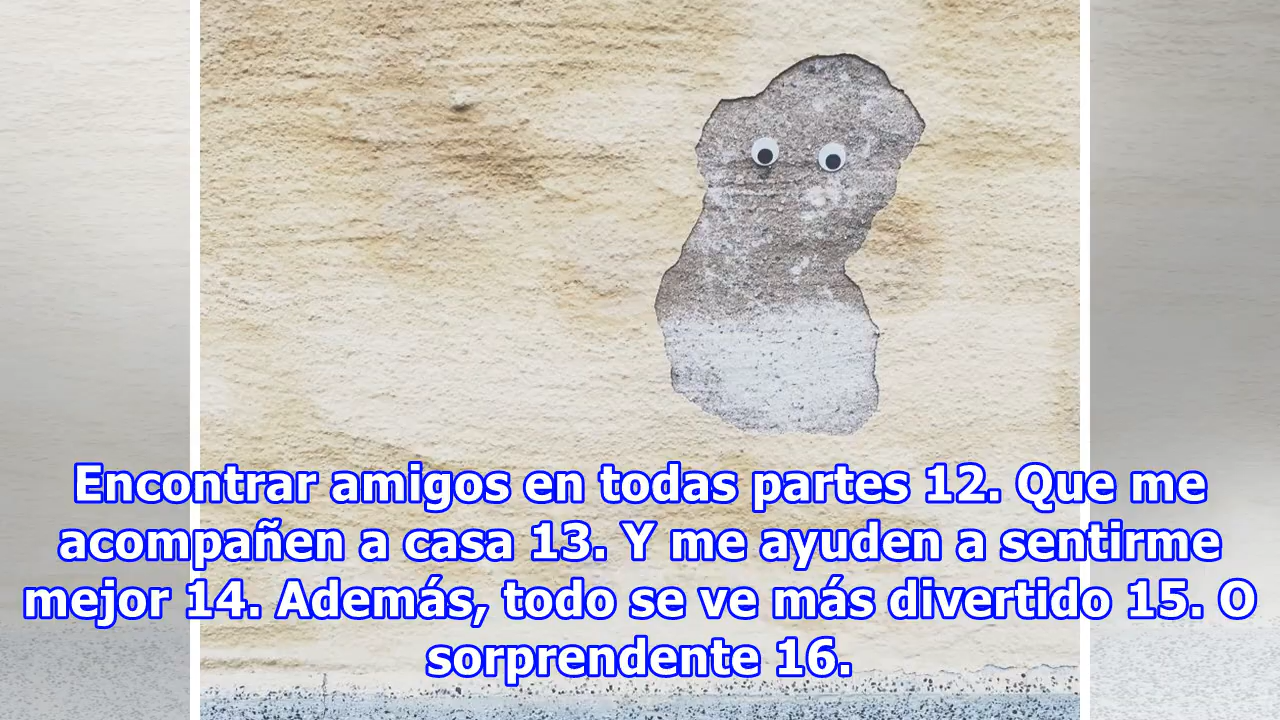 Encontrar amigos en todas partes 12. Que me
acompañen a casa 13. Y me ayuden a sentirme
mejor 14. Además, todo se ve más divertido 15. O
sorprendente 16.